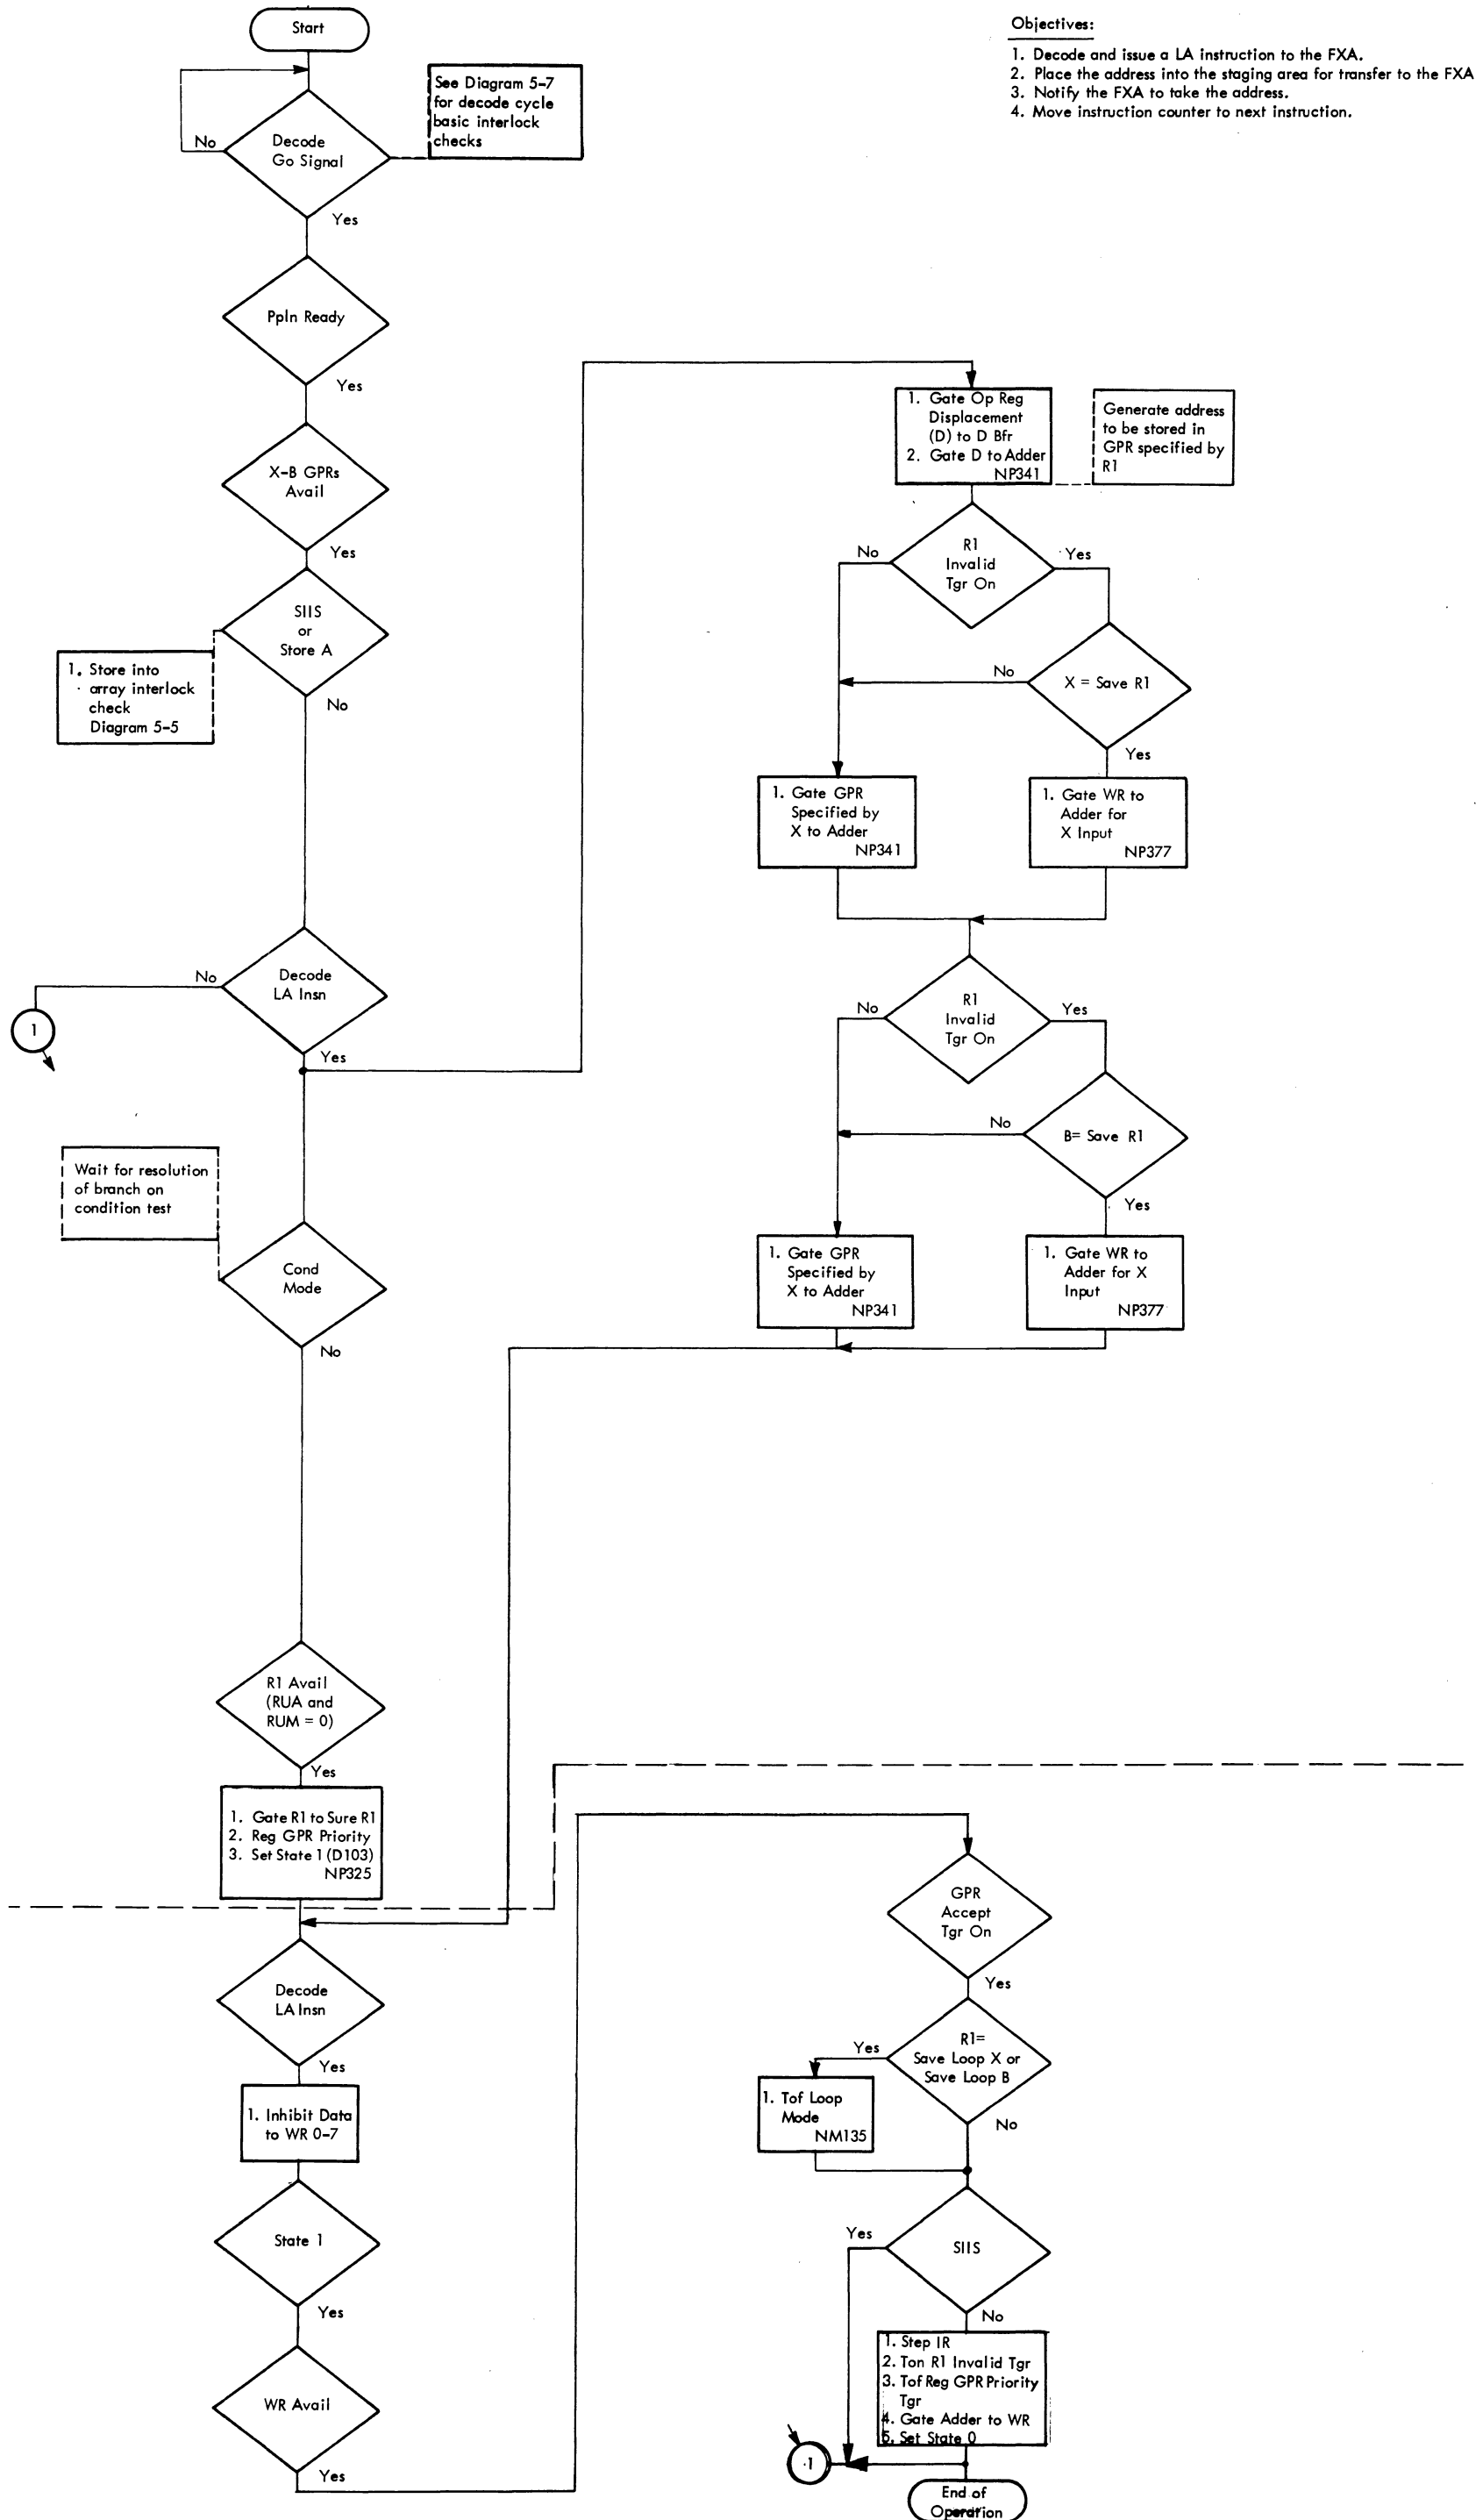 Start
Objectives:
1. Decode and issue a LA instruction to the FXA.
2. Place the address into the staging area for transfer to the FXA
3. Notify the FXA to take the address.
4. Move instruction counter to next instruction.
See Diagram 5-7
for decode cycle
basic interlock
checks
No
Decode
Go Signal
Yes
Ppln Ready
Yes
X-B GPRs
Avail
Yes
SIIS
or
Store A
1. Store into
array interlock
check
Diagram 5-5
No
Decode
LA Insn
No
1
Yes
Wait for resolution
of branch on
condition test
Cond
Mode
No
R1 Avail
(RUA and
RUM = 0)
Yes
1. Gate R1 to Sure R1
2. Reg GPR Priority
3. Set State 1 (D103)
NP325
Decode
LA Insn
Yes
1. Inhibit Data
to WR 0-7
State 1
Yes
WR Avail
Yes
1. Gate Op Reg
Displacement
(D) to D Bfr
2. Gate D to Adder
NP341
Generate address
to be stored in
GPR specified by
R1
R1
Invalid
Tgr On
No
Yes
X = Save R1
No
Yes
1. Gate GPR
Specified by
X to Adder
NP341
1. Gate WR to
Adder for
X Input
NP377
R1
Invalid
Tgr On
No
Yes
B= Save R1
No
Yes
1. Gate GPR
Specified by
X to Adder
NP341
1. Gate WR to
Adder for X
Input
NP377
GPR
Accept
Tgr On
Yes
R1=
Save Loop X or
Save Loop B
Yes
1. Tof Loop
Mode
NM135
No
SIIS
Yes
No
1. Step IR
2. Ton R1 Invalid Tgr
3. Tof Reg GPR Priority
Tgr
4. Gate Adder to WR
5. Set State 0
1
End of
Operation